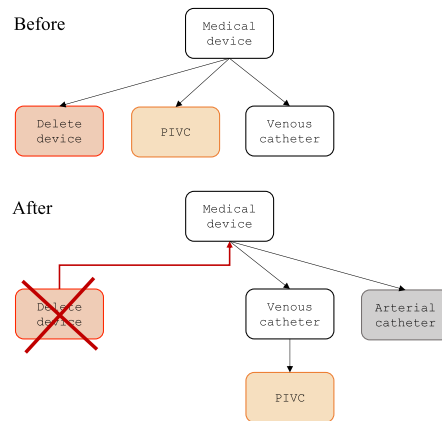 Before
Medical
device
Delete
device
PIVC
Venous
catheter
After
Medical
device
Delete
device
Venous
catheter
Arterial
catheter
PIVC